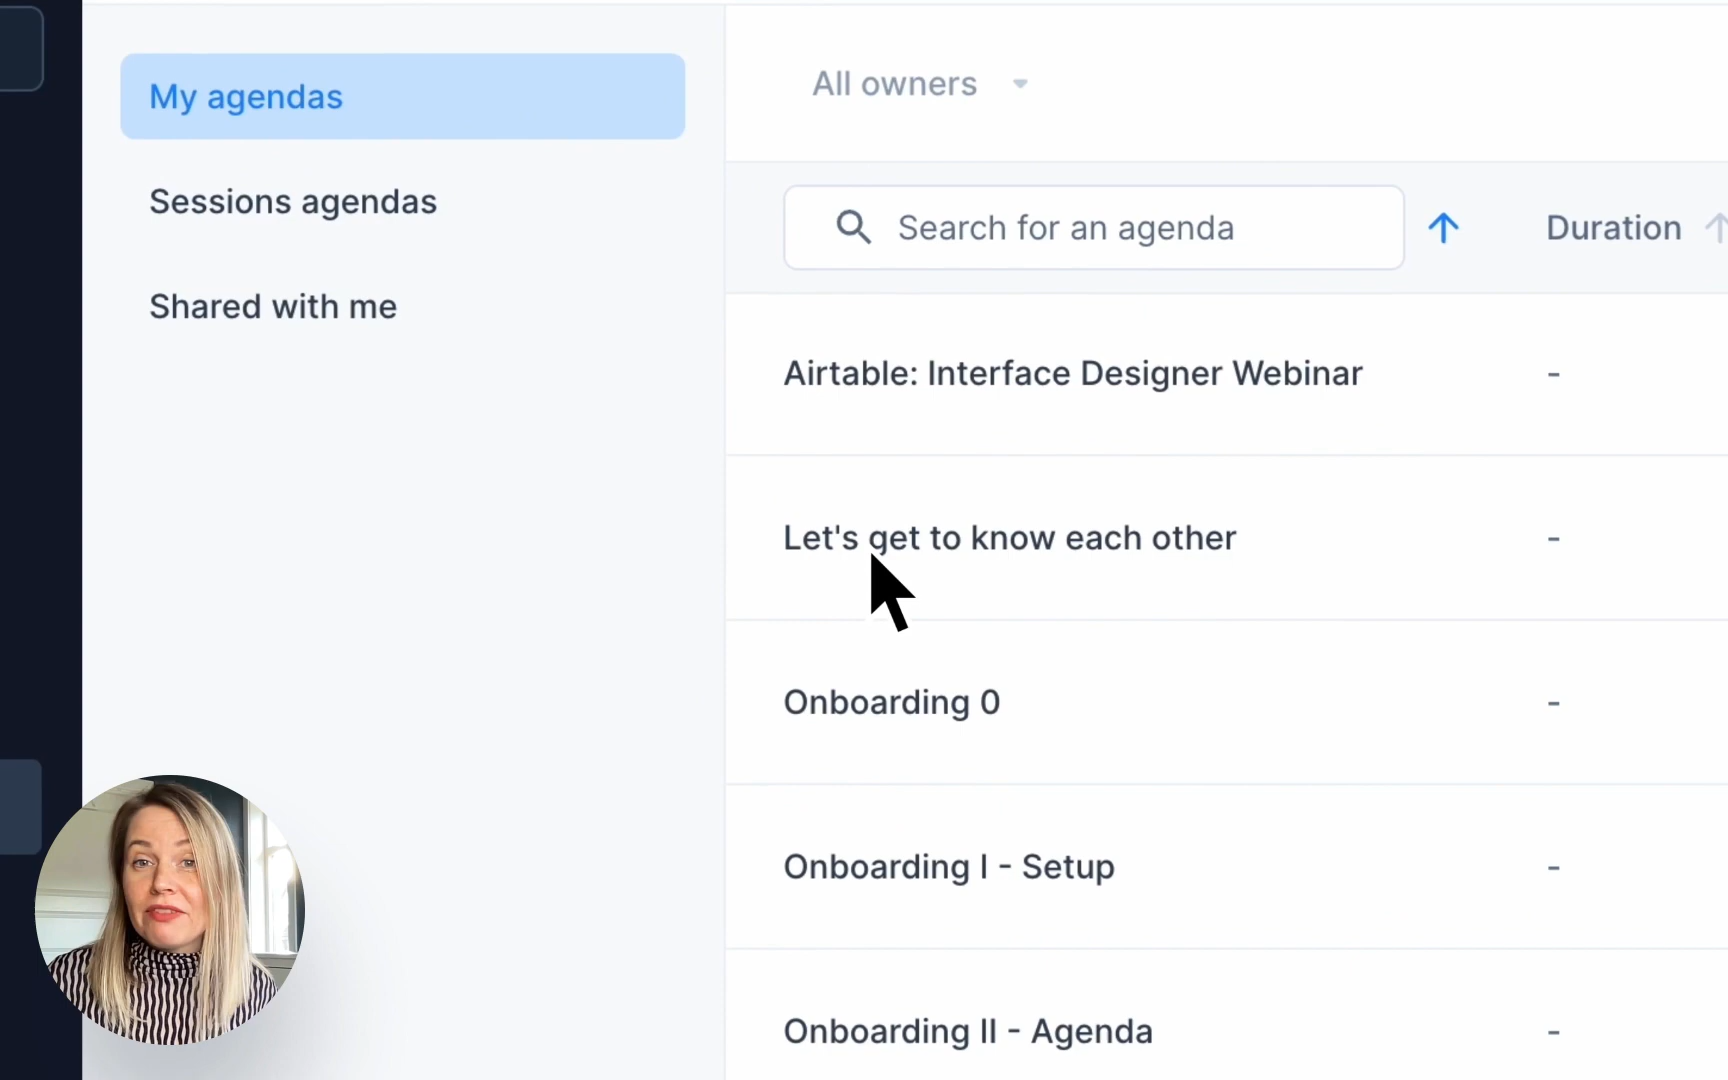 My agendas
Sessions agendas
Shared with me
All owners
Search for an agenda
Duration
Airtable: Interface Designer Webinar
-
Let's get to know each other
-
Onboarding 0
-
Onboarding I - Setup
-
Onboarding II - Agenda
-